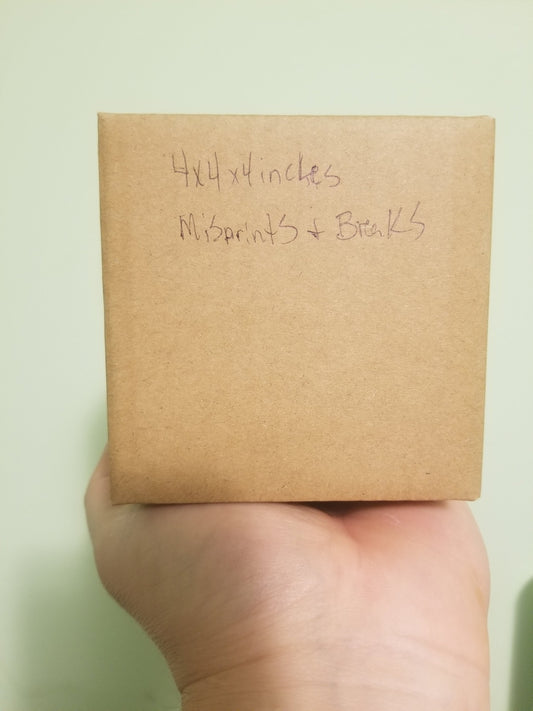 4x4x4 inches
Misprints + Breaks